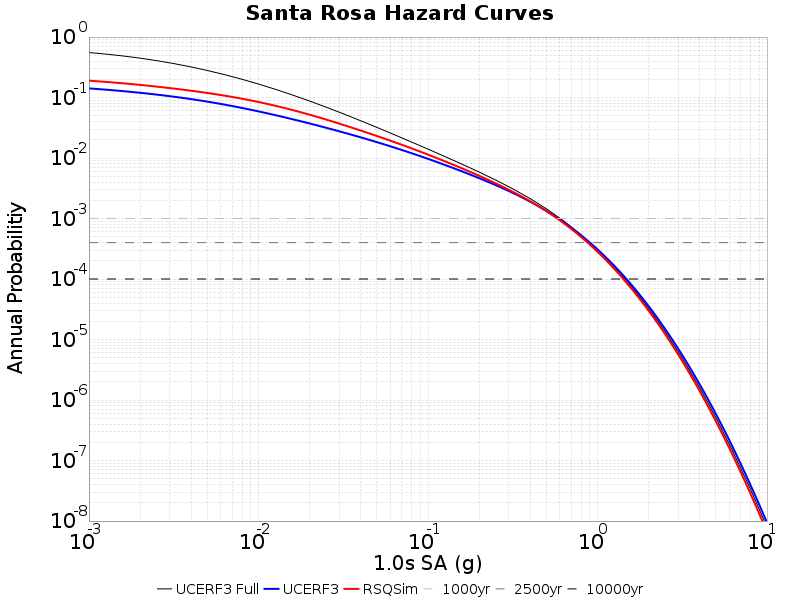 Santa Rosa Hazard Curves
Annual Probabilitiy
10^0
10^-1
10^-2
10^-3
10^-4
10^-5
10^-6
10^-7
10^-8
10^-3 10^-2 10^-1 10^0 10^1
1.0s SA (g)
UCERF3 Full UCERF3 RSQSim 1000yr 2500yr 10000yr